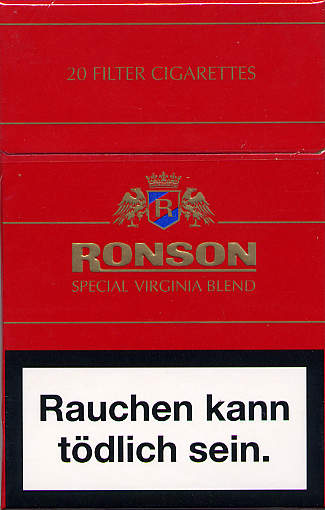 20 FILTER CIGARETTES
R
RONSON
SPECIAL VIRGINIA BLEND
Rauchen kann
tödlich sein.